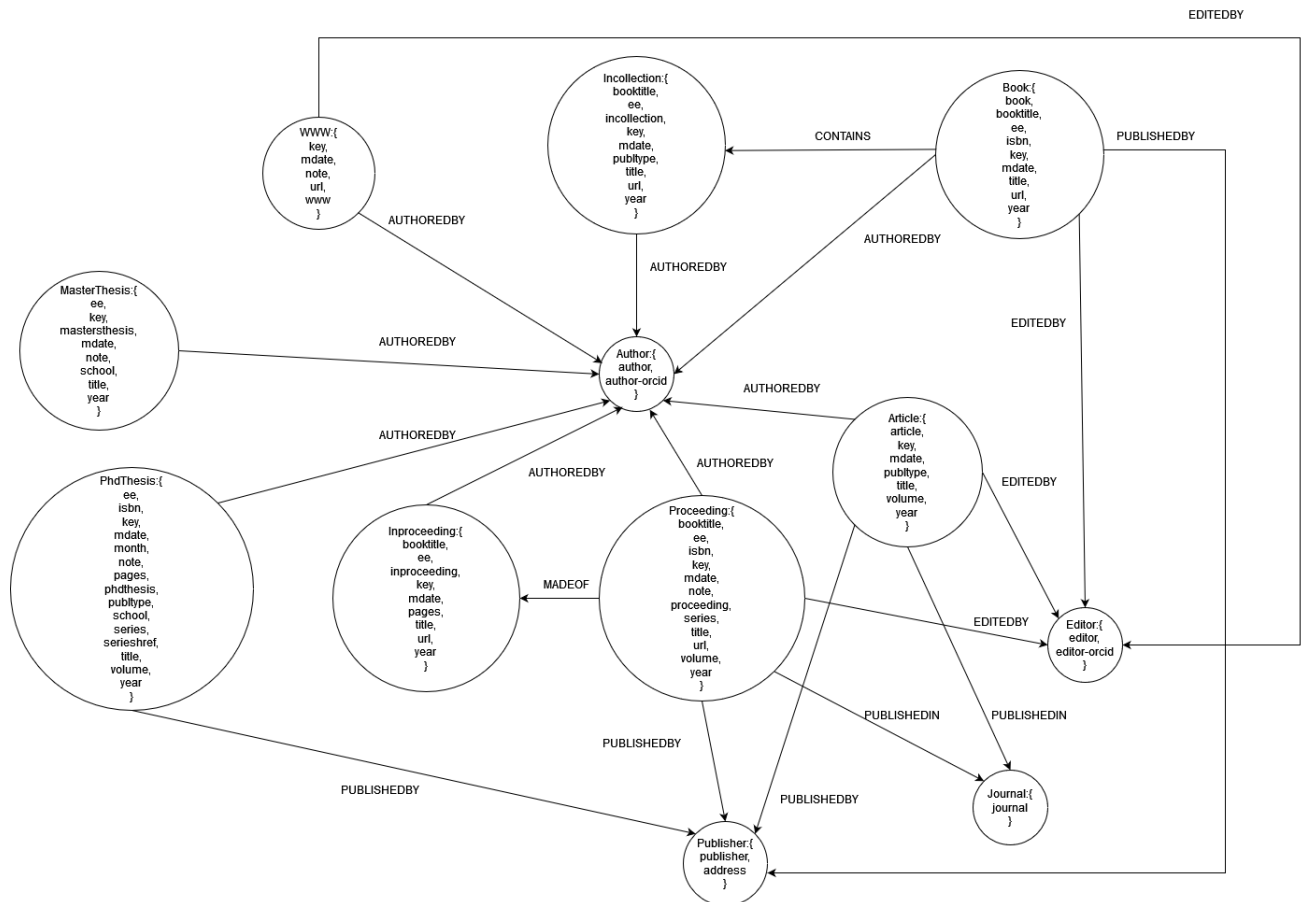 EDITEDBY
Incollection:{
booktitle,
ee,
incollection,
key,
mdate,
publtype,
title,
url,
year
}
Book:{
book,
booktitle,
ee,
isbn,
key,
mdate,
title,
url,
year
}
WWW:{
key,
mdate,
note,
url,
www
}
CONTAINS
PUBLISHEDBY
AUTHOREDBY
AUTHOREDBY
AUTHOREDBY
MasterThesis:{
ee,
key,
mastersthesis,
mdate,
note,
school,
title,
year
}
EDITEDBY
AUTHOREDBY
Author:{
author,
author-orcid
}
AUTHOREDBY
Article:{
article,
key,
mdate,
publtype,
title,
volume,
year
}
AUTHOREDBY
AUTHOREDBY
AUTHOREDBY
EDITEDBY
PhdThesis:{
ee,
isbn,
key,
mdate,
month,
note,
pages,
phdthesis,
publtype,
school,
series,
serieshref,
title,
volume,
year
}
Inproceeding:{
booktitle,
ee,
inproceeding,
key,
mdate,
pages,
title,
url,
year
}
MADEOF
Proceeding:{
booktitle,
ee,
isbn,
key,
mdate,
note,
proceeding,
series,
title,
url,
volume,
year
}
EDITEDBY
Editor:{
editor,
editor-orcid
}
PUBLISHEDIN
PUBLISHEDIN
PUBLISHEDBY
PUBLISHEDBY
PUBLISHEDBY
Journal:{
journal
}
Publisher:{
publisher,
address
}